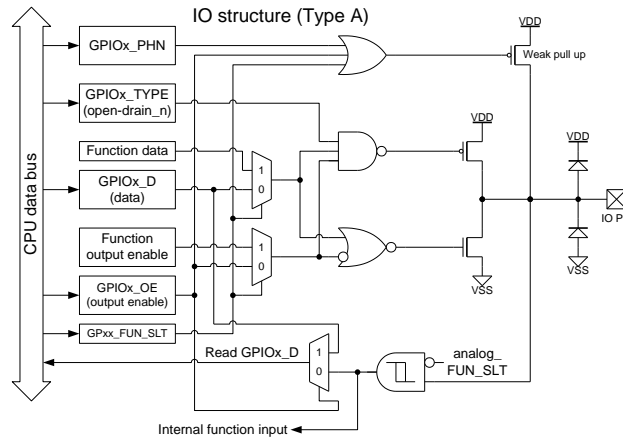 IO structure (Type A)
VDD
GPIOx_PHN
Weak pull up
GPIOx_TYPE
(open-drain_n)
VDD
VDD
Function data
1
0
GPIOx_D
(data)
IO P
CPU data bus
Function
output enable
1
0
VSS
VSS
GPIOx_OE
(output enable)
GPxx_FUN_SLT
Read GPIOx_D
1
0
analog_
FUN_SLT
Internal function input